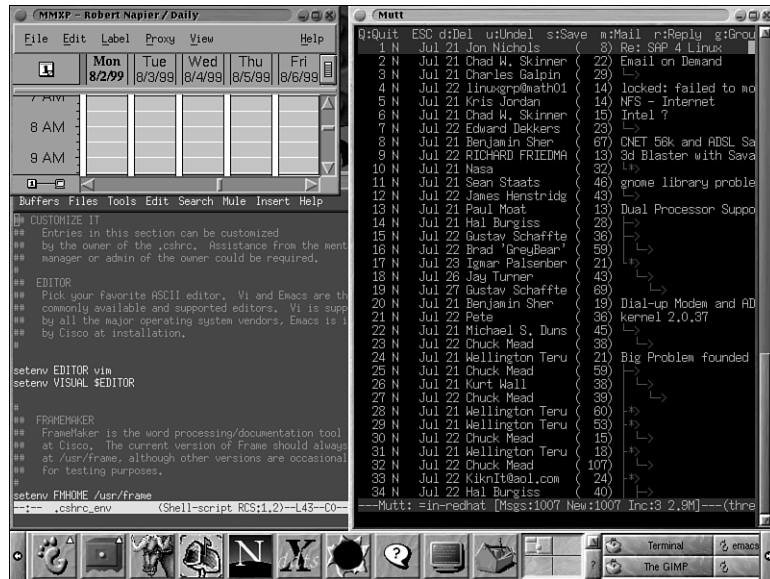 MMXP - Robert Napier / Daily
File Edit Label Proxy View Help
Mon Tue Wed Thu Fri
8/2/99 8/3/99 8/4/99 8/5/99 8/6/99
7 AM
8 AM
9 AM
Buffers Files Tools Edit Search Mule Insert Help
## CUSTOMIZE IT
## Entries in this section can be customized
## by the owner of the .cshrc. Assistance from the ment
## manager or admin of the owner could be required.
#
## EDITOR
## Pick your favorite ASCII editor. Vi and Emacs are th
## commonly available and supported editors. Vi is supp
## by all the major operating system vendors, Emacs is i
## by Cisco at installation.
#
setenv EDITOR vim
setenv VISUAL $EDITOR
#
## FRAMEMAKER
## FrameMaker is the word processing/documentation tool
## at Cisco. The current version of Frame should always
## at /usr/frame, although other versions are occasional
## for testing purposes.
#
setenv FMHOME /usr/frame
--:-- .cshrc_env (Shell-script RCS:1.2)--L43--C0--
Mutt
Q:Quit ESC d:Del u:Undel s:Save m:Mail r:Reply g:Grou
1 N Jul 21 Jon Nichols ( 8) Re: SAP 4 Linux
2 N Jul 21 Chad W. Skinner ( 22) Email on Demand
3 N Jul 21 Charles Galpin ( 29) └─>
4 N Jul 22 linuxgrp@math01 ( 14) locked: failed to mo
5 N Jul 21 Kris Jordan ( 14) NFS - Internet
6 N Jul 21 Chad W. Skinner ( 15) Intel ?
7 N Jul 22 Edward Dekkers ( 23) └─>
8 N Jul 21 Benjamin Sher ( 67) CNET 56k and ADSL Sa
9 N Jul 22 RICHARD FRIEDMA ( 13) 3d Blaster with Sava
10 N Jul 21 Nasa ( 32) └*>
11 N Jul 21 Sean Staats ( 46) gnome library proble
12 N Jul 22 James Henstridg ( 43) └─>
13 N Jul 21 Paul Moat ( 13) Dual Processor Suppo
14 N Jul 21 Hal Burgiss ( 28) ├─>
15 N Jul 22 Gustav Schaffte ( 36) ├─>
16 N Jul 22 Brad 'GreyBear' ( 59) │ └─>
17 N Jul 23 Igmar Palsenber ( 21) └*>
18 N Jul 26 Jay Turner ( 43) └─>
19 N Jul 27 Gustav Schaffte ( 69) └─>
20 N Jul 21 Benjamin Sher ( 19) Dial-up Modem and AD
21 N Jul 22 Pete ( 36) kernel 2.0.37
22 N Jul 21 Michael S. Duns ( 45) └─>
23 N Jul 22 Chuck Mead ( 38) └─>
24 N Jul 21 Wellington Teru ( 21) Big Problem founded
25 N Jul 21 Chuck Mead ( 59) ├─>
26 N Jul 21 Kurt Wall ( 38) │ └─>
27 N Jul 22 Chuck Mead ( 39) │ └─>
28 N Jul 21 Wellington Teru ( 60) ├*>
29 N Jul 21 Wellington Teru ( 53) ├*>
30 N Jul 21 Chuck Mead ( 15) │ └─>
31 N Jul 21 Wellington Teru ( 18) ├*>
32 N Jul 22 Chuck Mead ( 107) │ └─>
33 N Jul 22 KiknIt@aol.com ( 24) ├*>
34 N Jul 22 Hal Burgiss ( 40) │ ├─>
---Mutt: =in-redhat [Msgs:1007 New:1007 Inc:3 2.9M]---(thre
N
Terminal
emacs
?
The GIMP